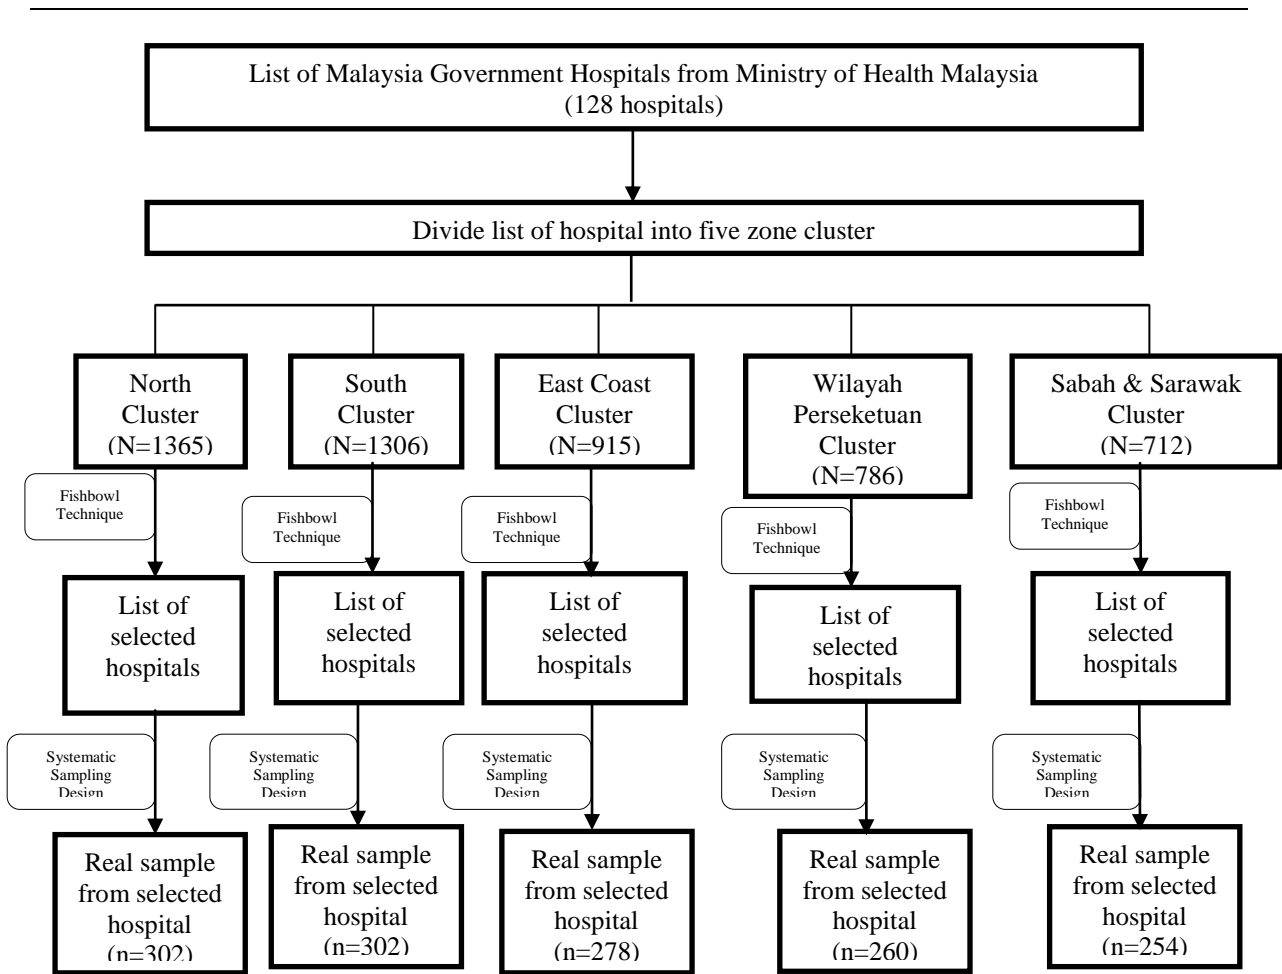 List of Malaysia Government Hospitals from Ministry of Health Malaysia
(128 hospitals)
Divide list of hospital into five zone cluster
North
Cluster
(N=1365)
South
Cluster
(N=1306)
East Coast
Cluster
(N=915)
Wilayah
Perseketuan
Cluster
(N=786)
Sabah & Sarawak
Cluster
(N=712)
Fishbowl
Technique
Fishbowl
Technique
Fishbowl
Technique
Fishbowl
Technique
Fishbowl
Technique
List of
selected
hospitals
List of
selected
hospitals
List of
selected
hospitals
List of
selected
hospitals
List of
selected
hospitals
Systematic
Sampling
Design
Systematic
Sampling
Design
Systematic
Sampling
Design
Systematic
Sampling
Design
Systematic
Sampling
Design
Real sample
from selected
hospital
(n=302)
Real sample
from selected
hospital
(n=302)
Real sample
from selected
hospital
(n=278)
Real sample
from selected
hospital
(n=260)
Real sample
from selected
hospital
(n=254)